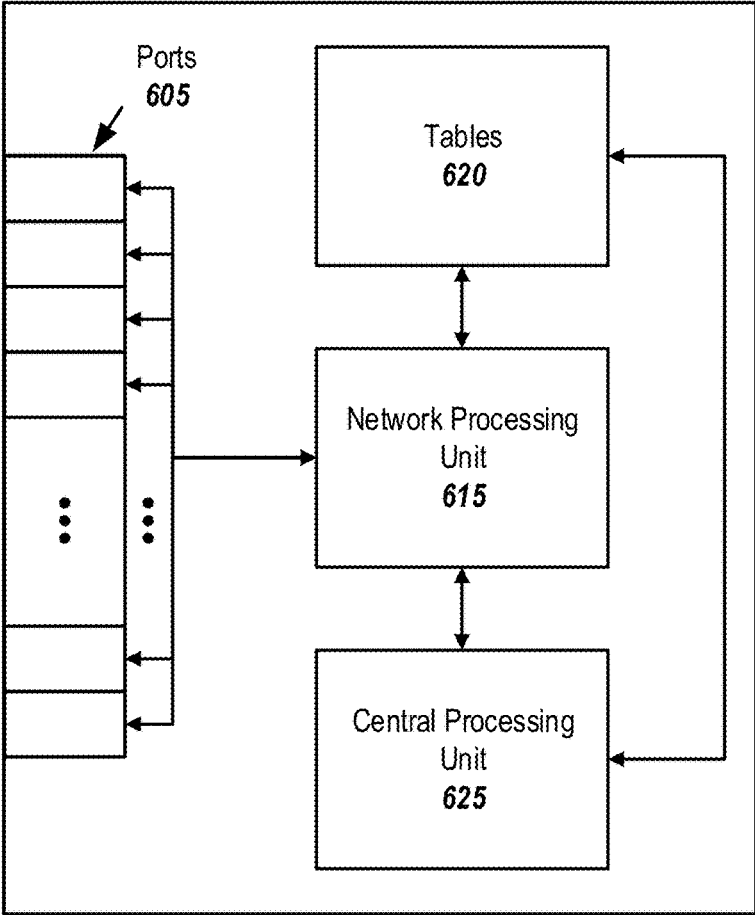 Ports
605
Tables
620
Network Processing
Unit
615
Central Processing
Unit
625